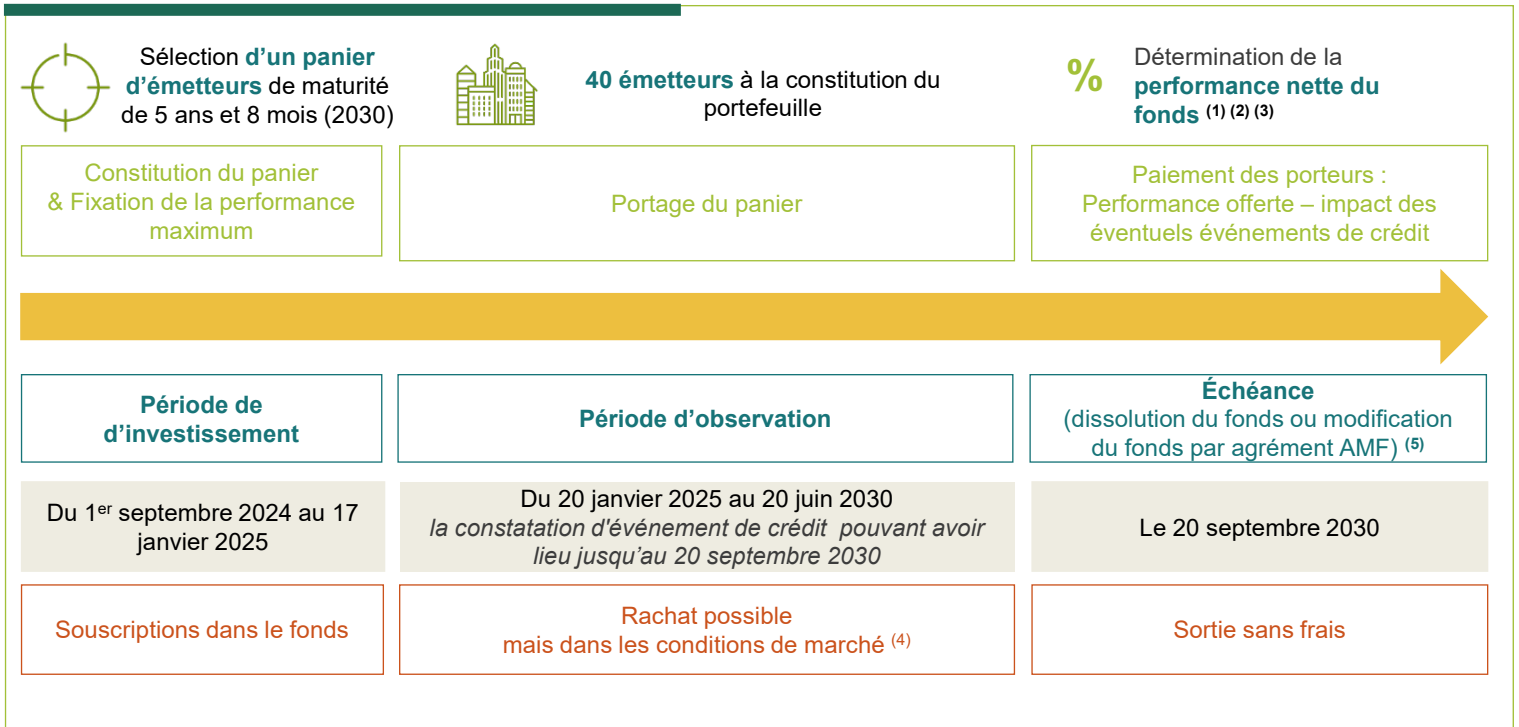 Sélection d'un panier
d'émetteurs de maturité
de 5 ans et 8 mois (2030)
40 émetteurs à la constitution du
portefeuille
%
Détermination de la
performance nette du
fonds (1) (2) (3)
Constitution du panier
& Fixation de la performance
maximum
Portage du panier
Paiement des porteurs :
Performance offerte – impact des
éventuels événements de crédit
Période de
d'investissement
Période d'observation
Échéance
(dissolution du fonds ou modification
du fonds par agrément AMF) (5)
Du 1er septembre 2024 au 17
janvier 2025
Du 20 janvier 2025 au 20 juin 2030
la constatation d'événement de crédit pouvant avoir
lieu jusqu'au 20 septembre 2030
Le 20 septembre 2030
Souscriptions dans le fonds
Rachat possible
mais dans les conditions de marché (4)
Sortie sans frais